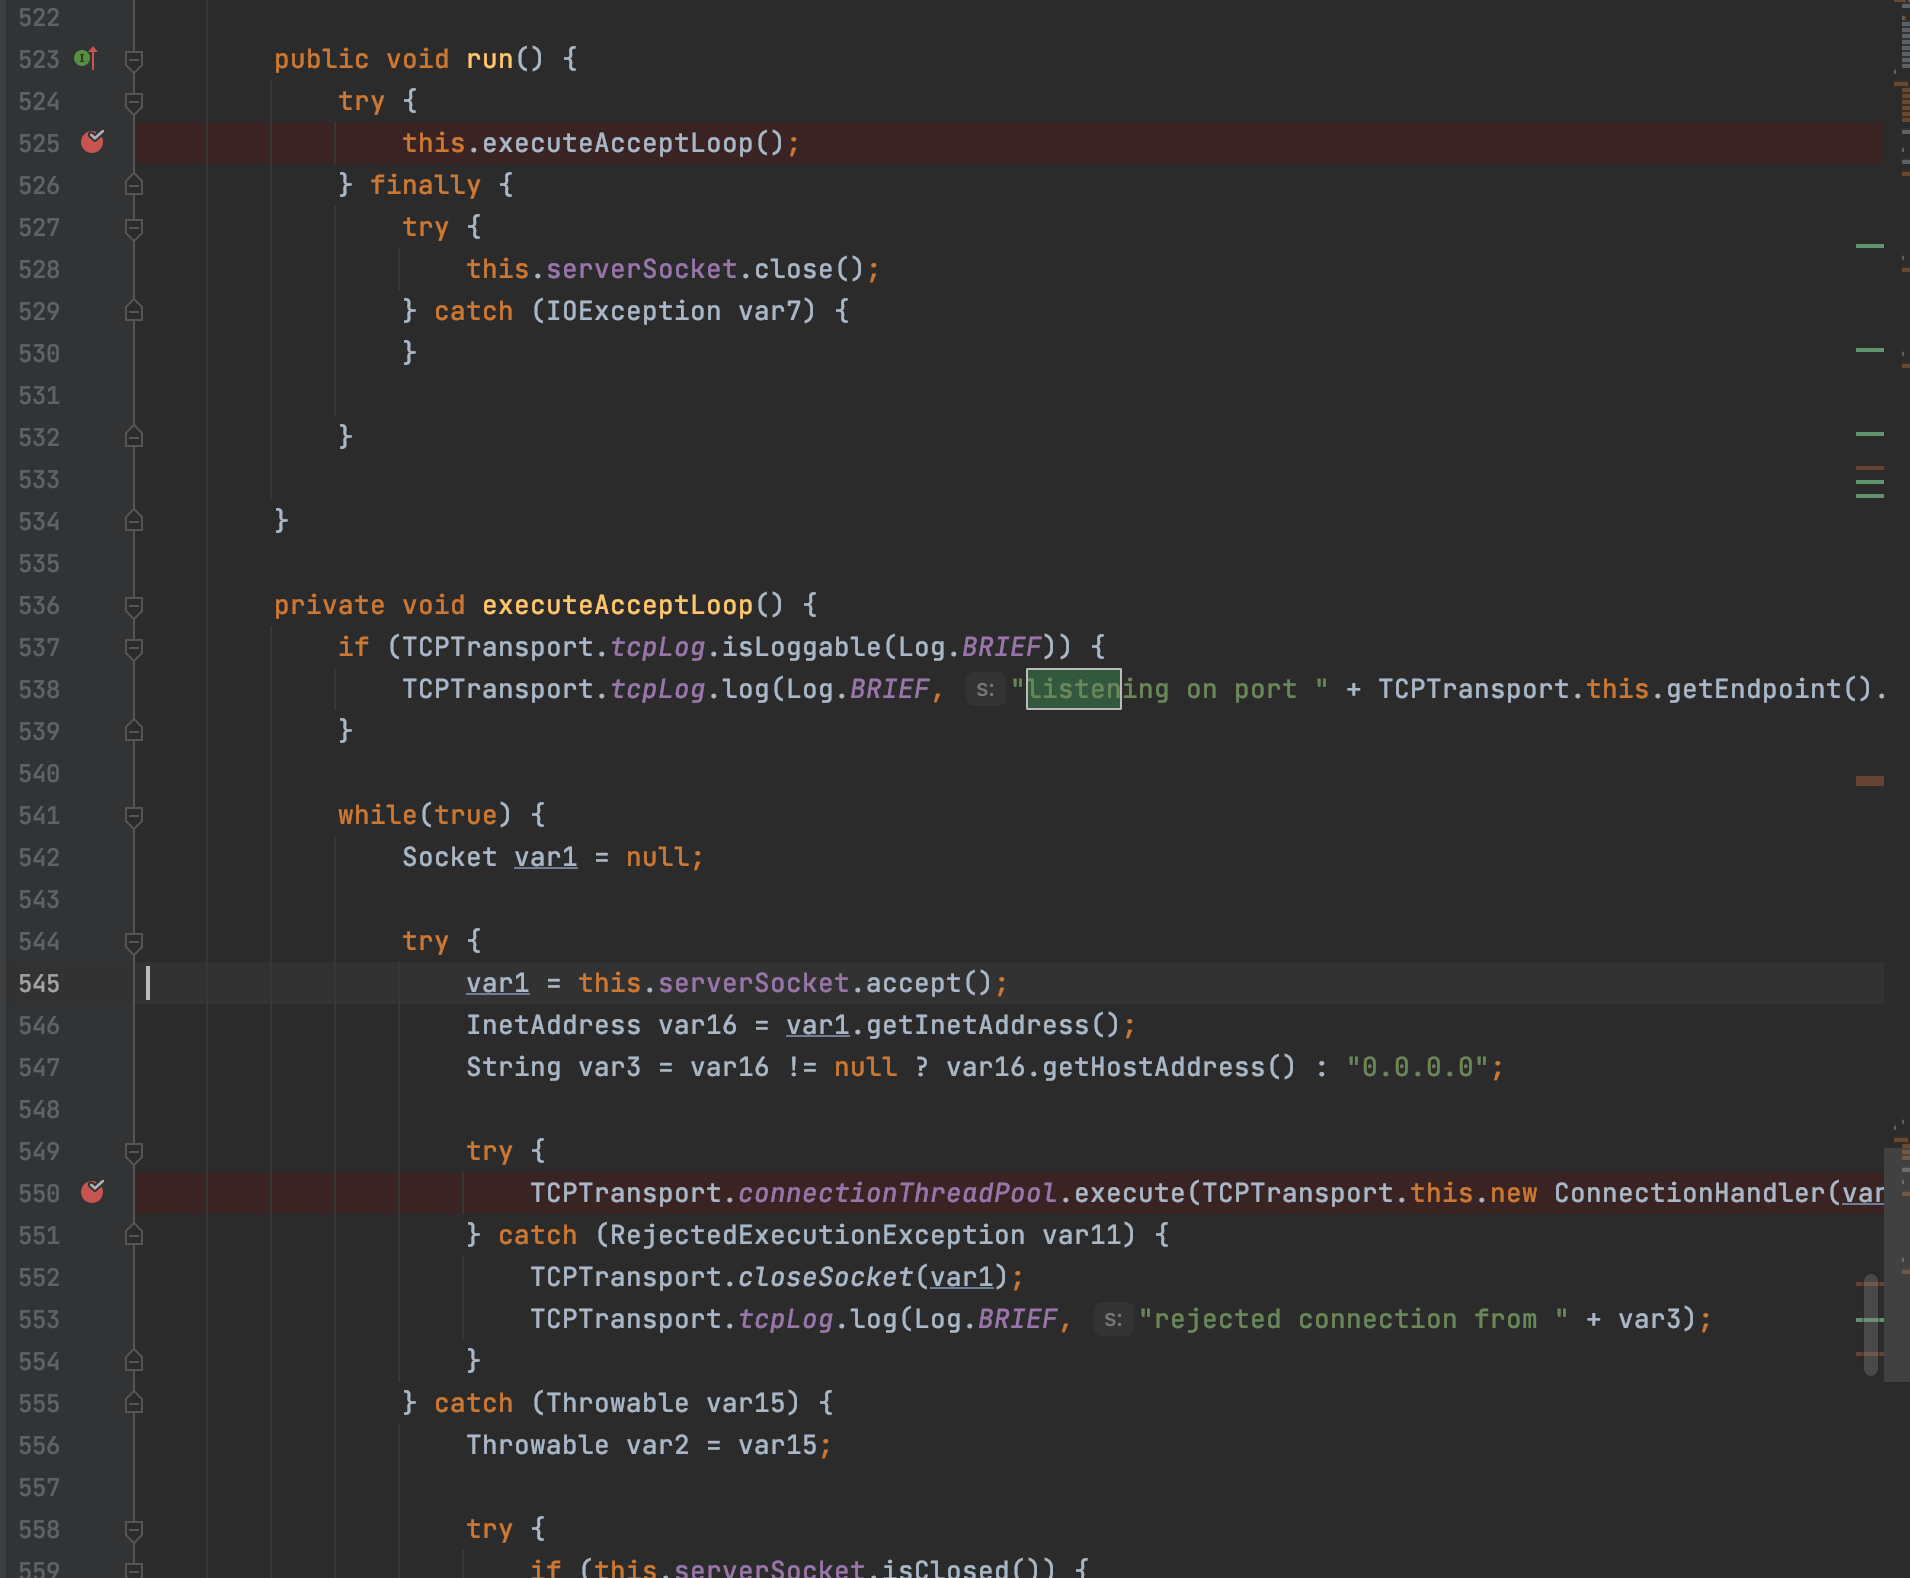 522
523 public void run() {
524 try {
525 this.executeAcceptLoop();
526 } finally {
527 try {
528 this.serverSocket.close();
529 } catch (IOException var7) {
530 }
531
532 }
533
534 }
535
536 private void executeAcceptLoop() {
537 if (TCPTransport.tcpLog.isLoggable(Log.BRIEF)) {
538 TCPTransport.tcpLog.log(Log.BRIEF, s: "listening on port " + TCPTransport.this.getEndpoint().
539 }
540
541 while(true) {
542 Socket var1 = null;
543
544 try {
545 var1 = this.serverSocket.accept();
546 InetAddress var16 = var1.getInetAddress();
547 String var3 = var16 != null ? var16.getHostAddress() : "0.0.0.0";
548
549 try {
550 TCPTransport.connectionThreadPool.execute(TCPTransport.this.new ConnectionHandler(var
551 } catch (RejectedExecutionException var11) {
552 TCPTransport.closeSocket(var1);
553 TCPTransport.tcpLog.log(Log.BRIEF, s: "rejected connection from " + var3);
554 }
555 } catch (Throwable var15) {
556 Throwable var2 = var15;
557
558 try {
559 if (this.serverSocket.isClosed()) {